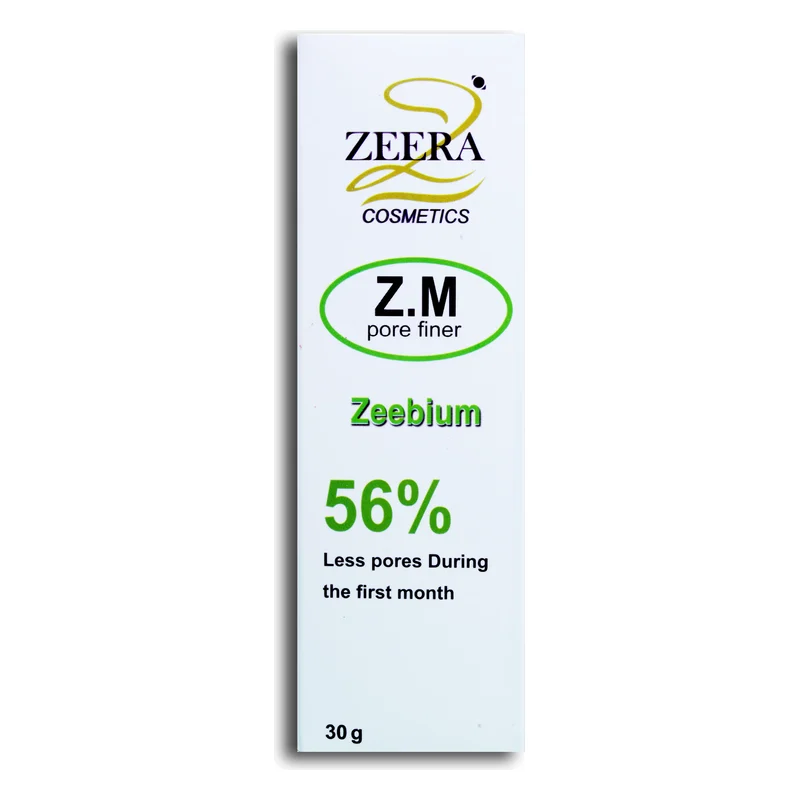 ZEERA
COSMETICS
Z.M
pore finer
Zeebium
56%
Less pores During
the first month
30 g